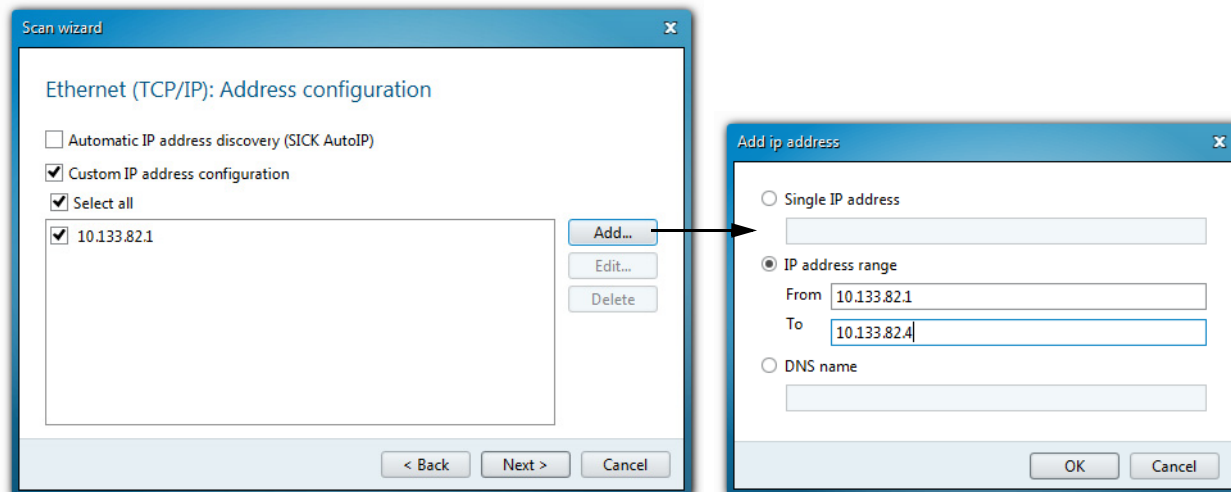 Scan wizard
Ethernet (TCP/IP): Address configuration
Automatic IP address discovery (SICK AutoIP)
Custom IP address configuration
Select all
10.133.82.1
Add...
Edit...
Delete
< Back
Next >
Cancel
Add ip address
Single IP address
IP address range
From 10.133.82.1
To 10.133.82.4
DNS name
OK
Cancel